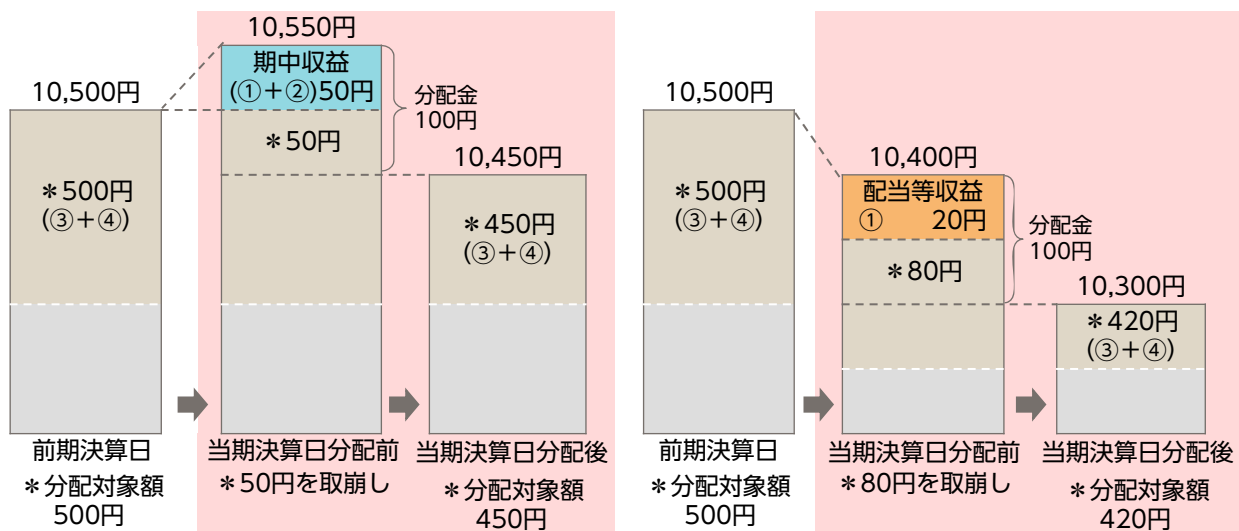 10,500円
＊500円
(③＋④)
前期決算日
＊分配対象額
500円
10,550円
期中収益
(①＋②)50円
＊50円
分配金
100円
当期決算日分配前
＊50円を取崩し
10,450円
＊450円
(③＋④)
当期決算日分配後
＊分配対象額
450円
10,500円
＊500円
(③＋④)
前期決算日
＊分配対象額
500円
10,400円
配当等収益
① 20円
＊80円
分配金
100円
当期決算日分配前
＊80円を取崩し
10,300円
＊420円
(③＋④)
当期決算日分配後
＊分配対象額
420円